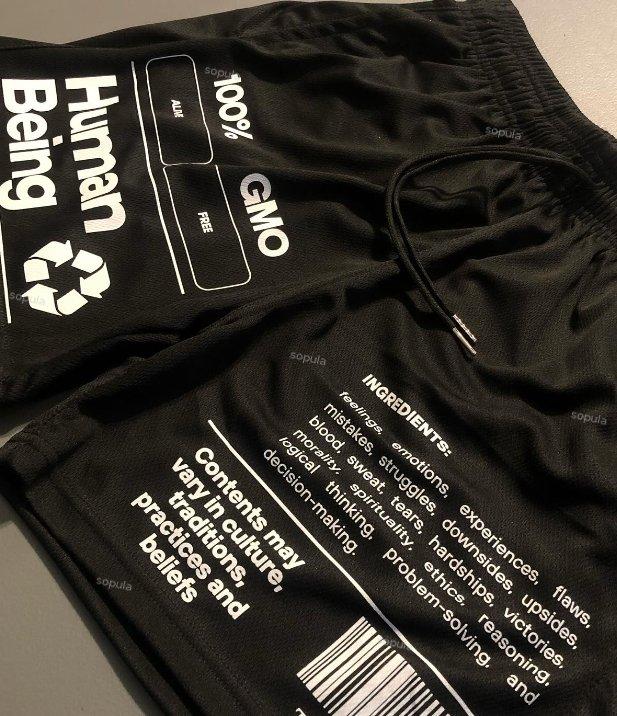 100%
ALIVE
GMO
FREE
Human
Being
INGREDIENTS:
feelings, emotions, experiences, flaws,
mistakes, struggles, downsides, upsides,
blood, sweat, tears, hardships, victories,
morality, spirituality, ethics, reasoning,
logical thinking, problem-solving, and
decision-making.
Contents may
vary in culture,
traditions,
practices and
beliefs
sopula
sopula
sopula
sopula
sopula
sopula